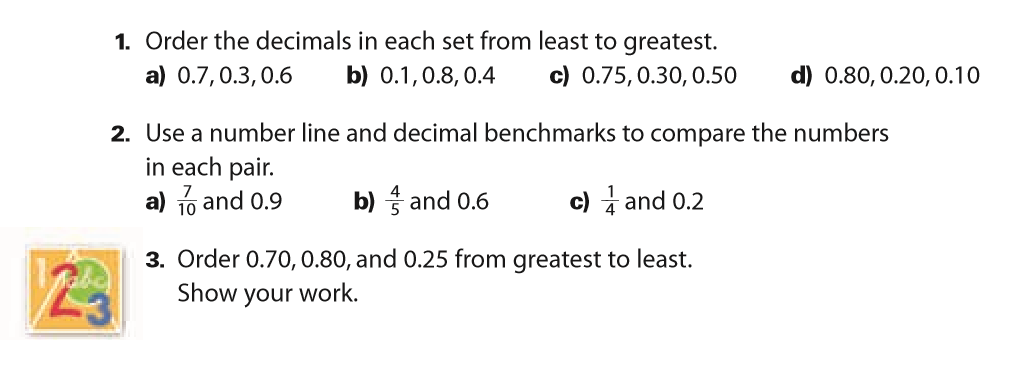 1. Order the decimals in each set from least to greatest.
a) 0.7, 0.3, 0.6 b) 0.1, 0.8, 0.4 c) 0.75, 0.30, 0.50 d) 0.80, 0.20, 0.10
2. Use a number line and decimal benchmarks to compare the numbers
in each pair.
a) 7/10 and 0.9 b) 4/5 and 0.6 c) 1/4 and 0.2
3. Order 0.70, 0.80, and 0.25 from greatest to least.
Show your work.
1 2 abc 3